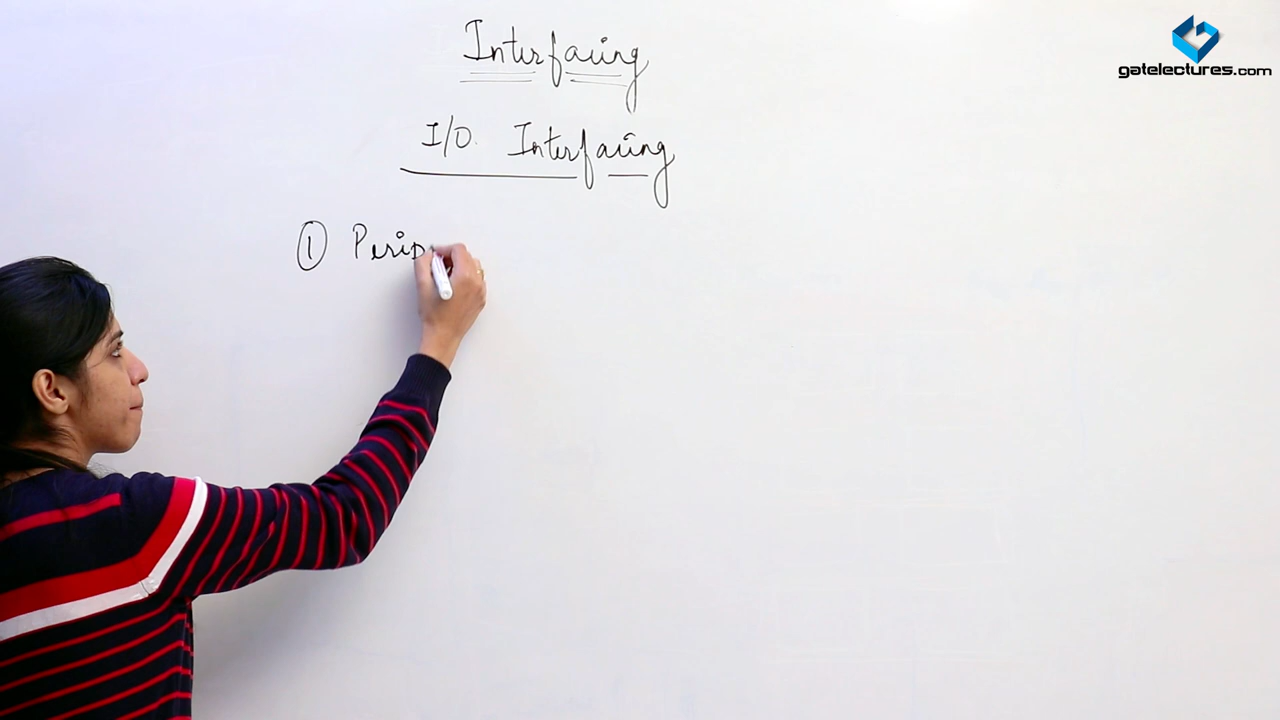 gatelectures.com
Interfacing
I/O. Interfacing
① Perip